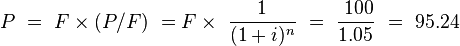 P = F × (P/F) = F × 1/(1 + i)^n = 100/1.05 = 95.24